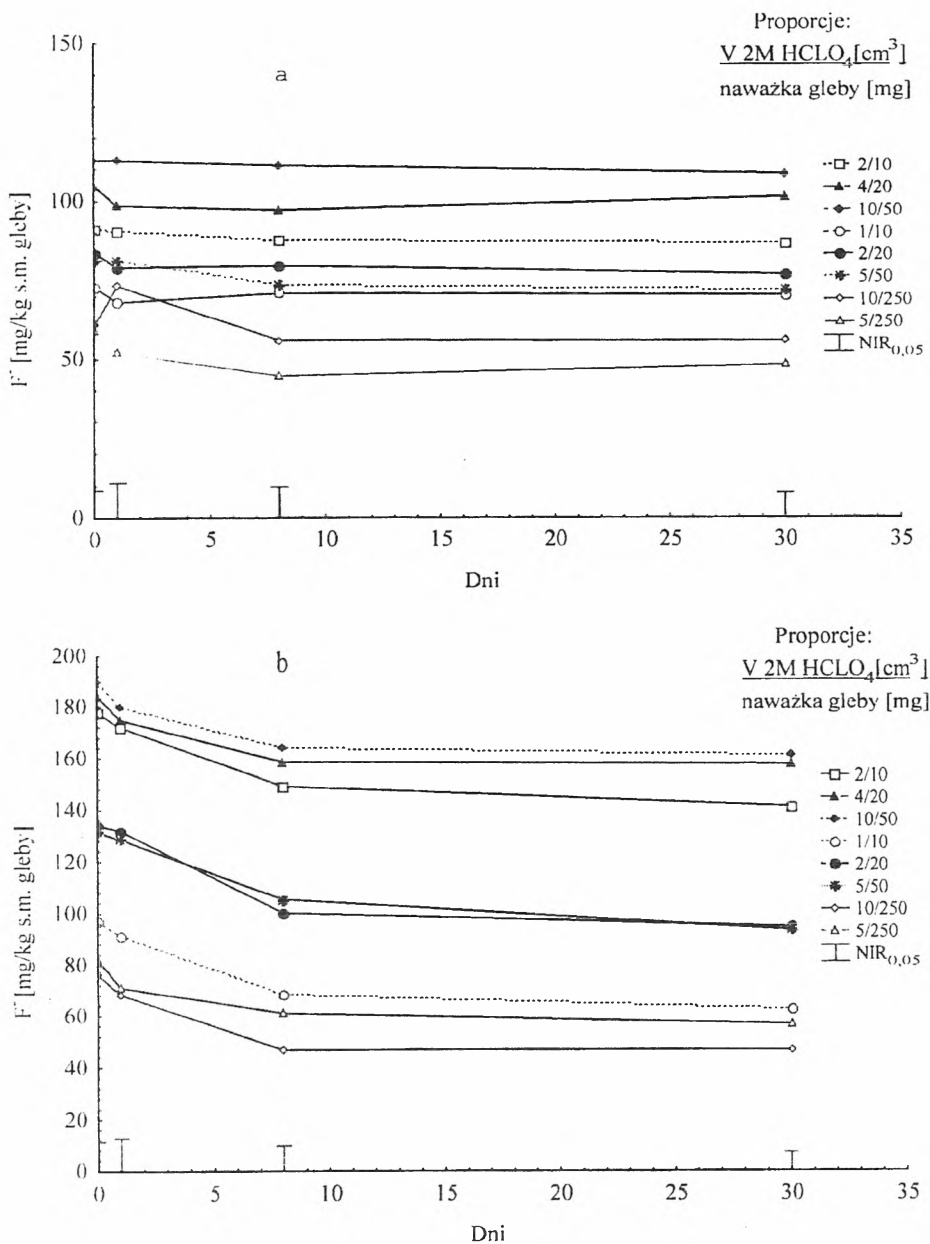 Proporcje:
V 2M HCLO₄[cm³]
naważka gleby [mg]
a
150
100
50
0
F⁻ [mg/kg s.m. gleby]
2/10
4/20
10/50
1/10
2/20
5/50
10/250
5/250
NIR₀,₀₅
0 5 10 15 20 25 30 35
Dni
Proporcje:
V 2M HCLO₄[cm³]
naważka gleby [mg]
b
200
180
160
140
120
100
80
60
40
20
0
F⁻ [mg/kg s.m. gleby]
2/10
4/20
10/50
1/10
2/20
5/50
10/250
5/250
NIR₀,₀₅
0 5 10 15 20 25 30 35
Dni